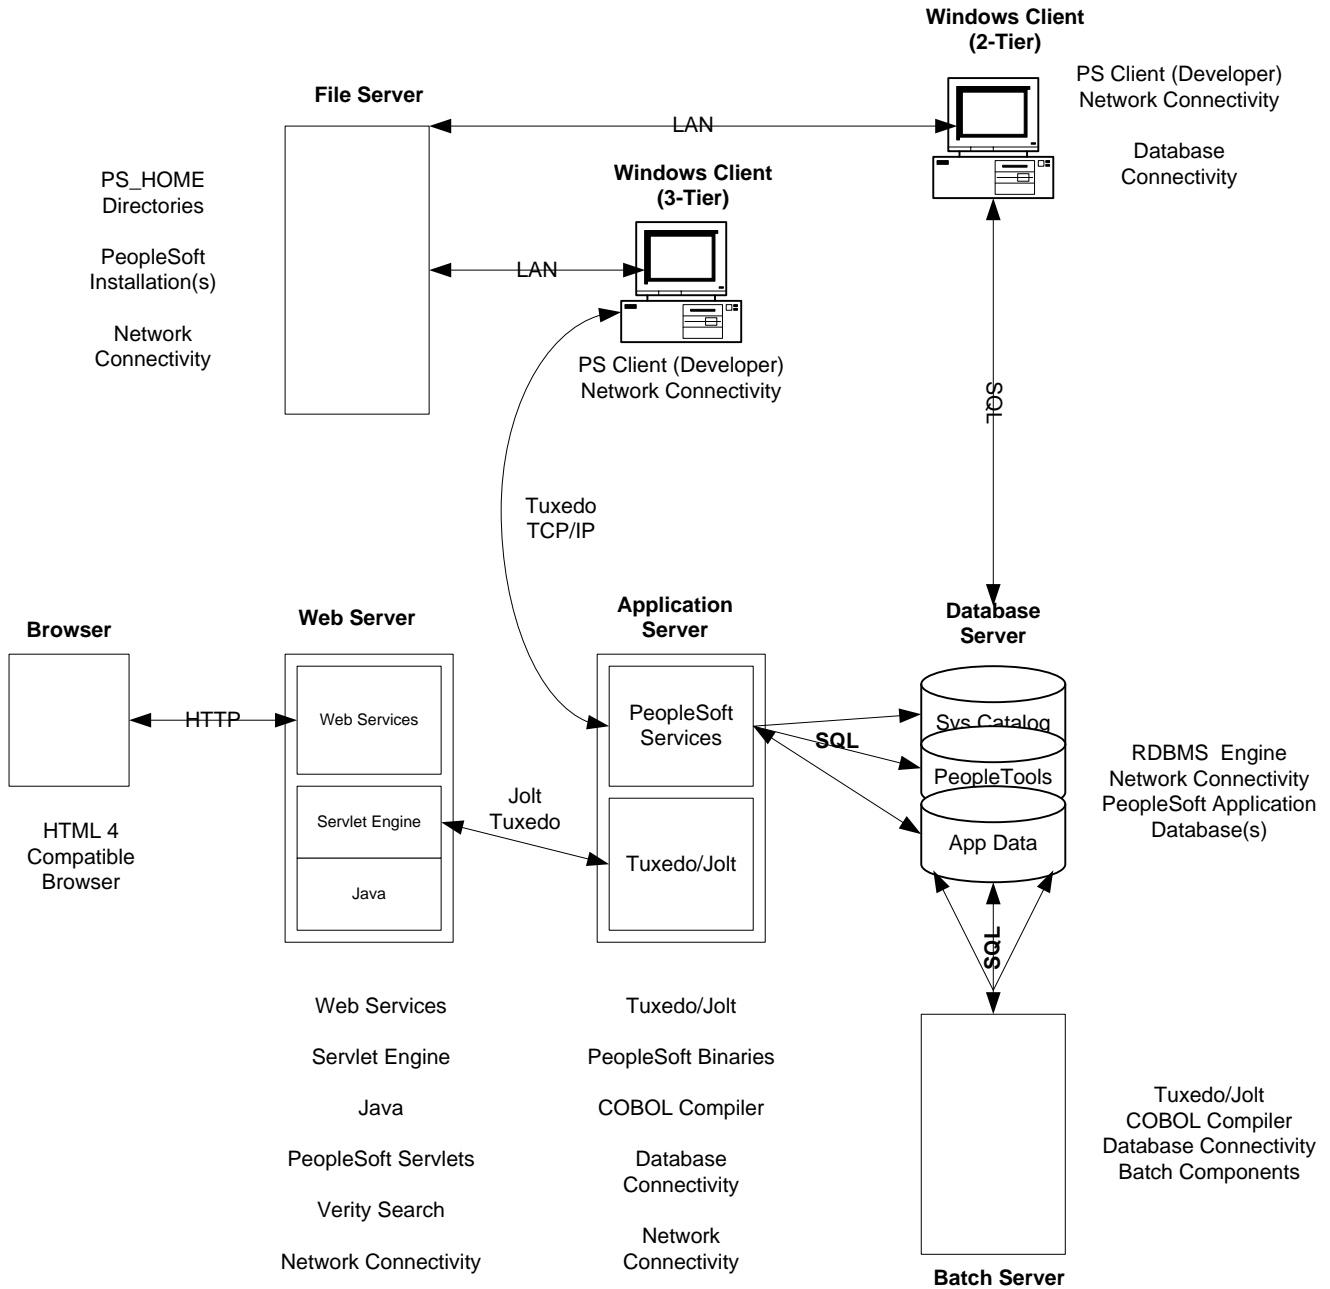 Windows Client
(2-Tier)
PS Client (Developer)
Network Connectivity
Database
Connectivity
File Server
LAN
PS_HOME
Directories
PeopleSoft
Installation(s)
Network
Connectivity
Windows Client
(3-Tier)
LAN
PS Client (Developer)
Network Connectivity
SQL
Tuxedo
TCP/IP
Browser
HTTP
HTML 4
Compatible
Browser
Web Server
Web Services
Servlet Engine
Java
Jolt
Tuxedo
Application
Server
PeopleSoft
Services
Tuxedo/Jolt
SQL
Database
Server
Sys Catalog
PeopleTools
App Data
RDBMS Engine
Network Connectivity
PeopleSoft Application
Database(s)
SQL
Web Services
Servlet Engine
Java
PeopleSoft Servlets
Verity Search
Network Connectivity
Tuxedo/Jolt
PeopleSoft Binaries
COBOL Compiler
Database
Connectivity
Network
Connectivity
Tuxedo/Jolt
COBOL Compiler
Database Connectivity
Batch Components
Batch Server